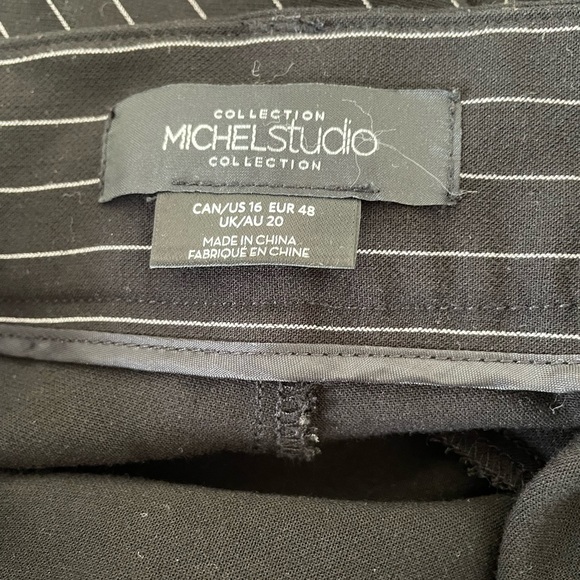 COLLECTION
MICHELstudio
COLLECTION
CAN/US 16 EUR 48
UK/AU 20
MADE IN CHINA
FABRIQUÉ EN CHINE